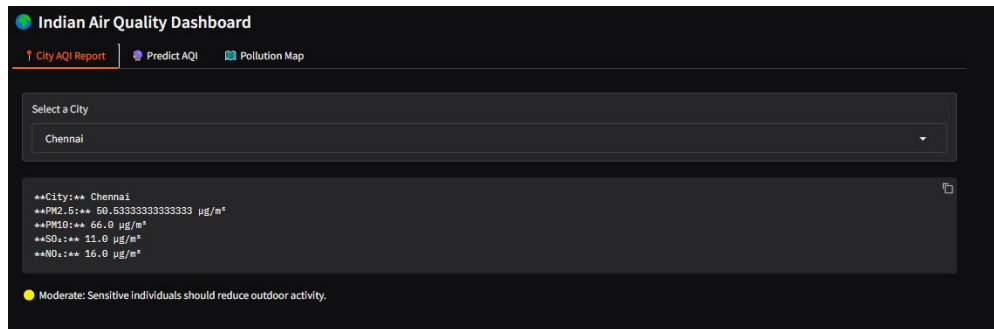 🌍 Indian Air Quality Dashboard
📍 City AQI Report 🔮 Predict AQI 🗺️ Pollution Map
Select a City
Chennai
**City:** Chennai
**PM2.5:** 50.53333333333333 µg/m³
**PM10:** 66.0 µg/m³
**SO₂:** 11.0 µg/m³
**NO₂:** 16.0 µg/m³
🟡 Moderate: Sensitive individuals should reduce outdoor activity.